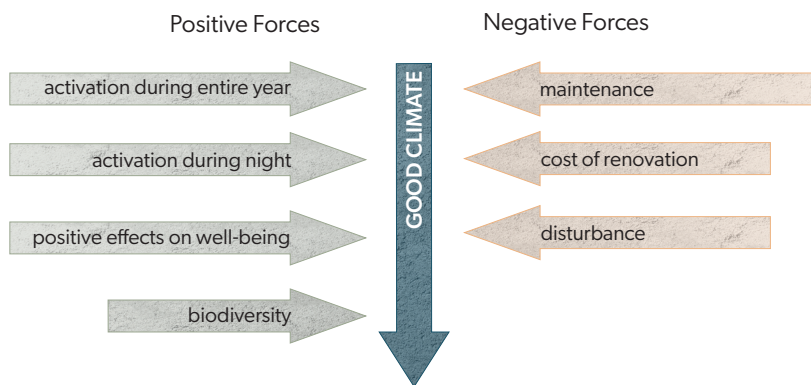 Positive Forces
Negative Forces
activation during entire year
activation during night
positive effects on well-being
biodiversity
GOOD CLIMATE
maintenance
cost of renovation
disturbance